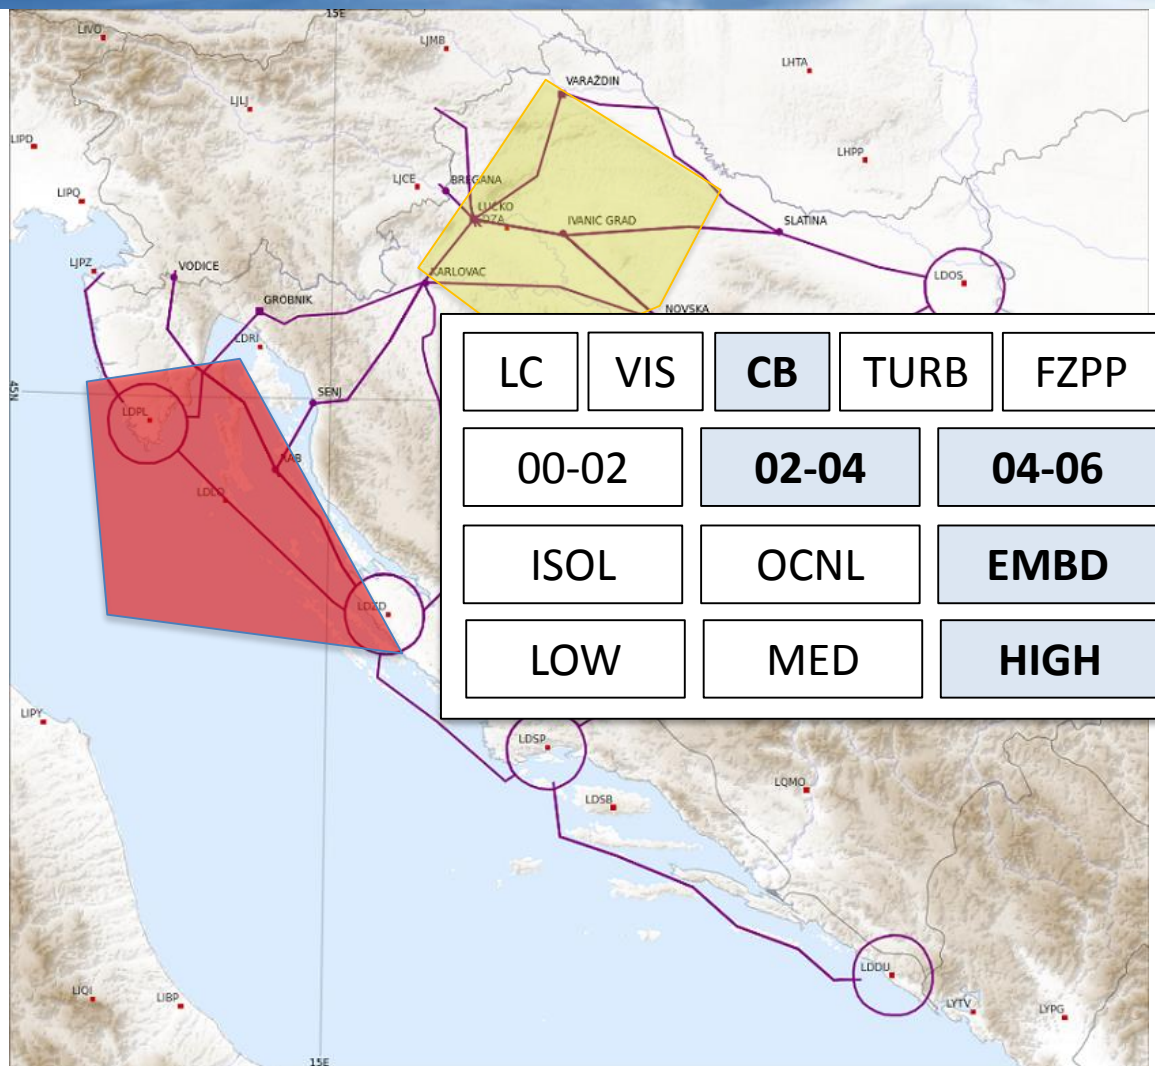 15E
LIVO
LJMB
LHTA
VARAŽDIN
LJLJ
LIPD
LHPP
LJCE
BREGANA
LIPQ
LUČKO
IVANIC GRAD
SLATINA
LJPZ
VODICE
KARLOVAC
LDOS
GROBNIK
NOVSKA
LDRI
45N
SENJ
LDPL
RAB
LDLO
LDZD
LC VIS CB TURB FZPP
00-02 02-04 04-06
ISOL OCNL EMBD
LOW MED HIGH
LIPY
LDSP
LQMO
LDSB
LDDU
LIQI
LIBP
LYTV
LYPG
15E